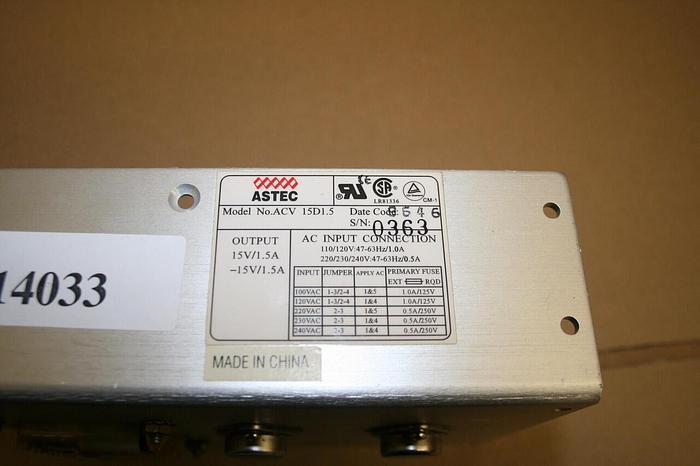 14033
ASTEC
LR81336
CM-1
Model No.ACV 15D1.5
Date Code: 9646
S/N: 0363
OUTPUT
15V/1.5A
–15V/1.5A
AC INPUT CONNECTION
110/120V:47-63Hz/1.0A
220/230/240V:47-63Hz/0.5A
INPUT JUMPER APPLY AC PRIMARY FUSE
EXT RQD
100VAC 1-3/2-4 1&5 1.0A/125V
120VAC 1-3/2-4 1&4 1.0A/125V
220VAC 2-3 1&5 0.5A/250V
230VAC 2-3 1&4 0.5A/250V
240VAC 2-3 1&4 0.5A/250V
MADE IN CHINA